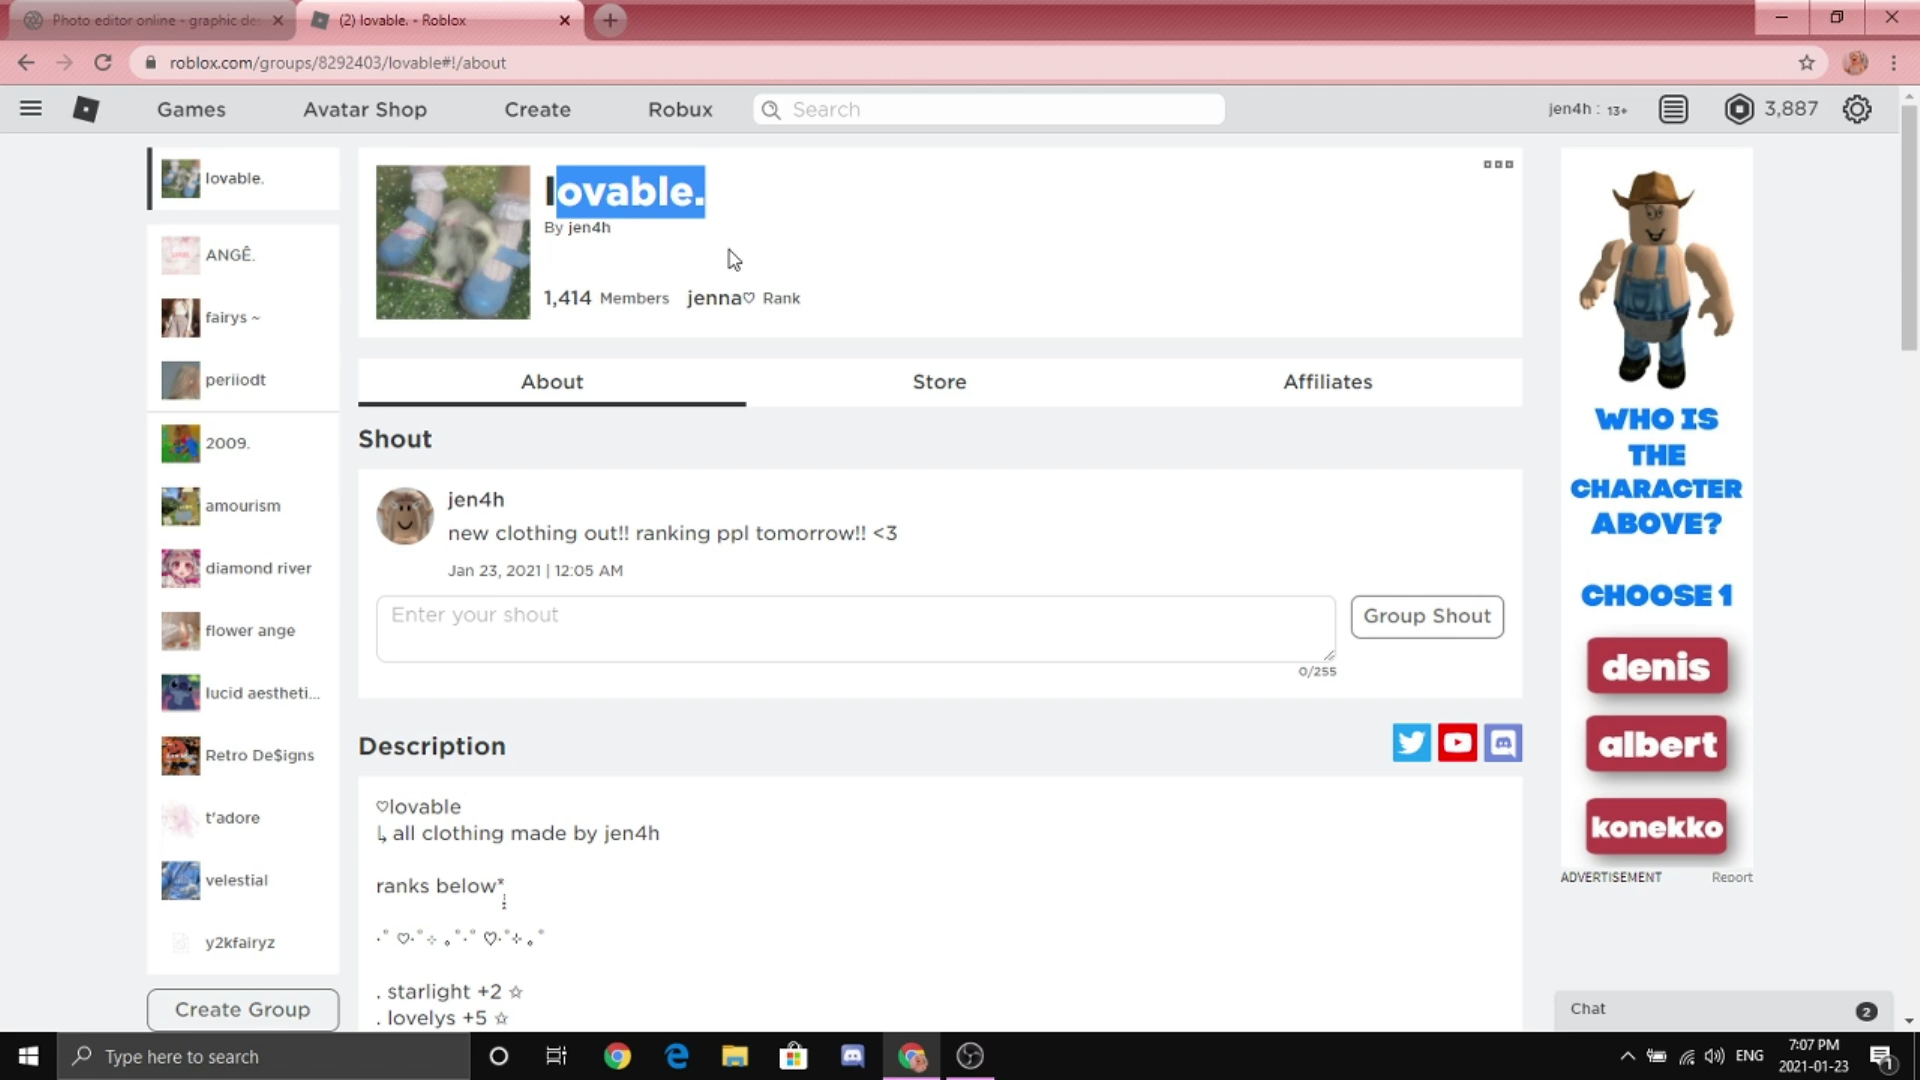 Photo editor online - graphic de
(2) lovable. - Roblox
roblox.com/groups/8292403/lovable#!/about
Games
Avatar Shop
Create
Robux
Search
jen4h : 13+
3,887
lovable.
ANGÊ.
fairys ~
periiodt
2009.
amourism
diamond river
flower ange
lucid aestheti...
Retro De$igns
t'adore
velestial
y2kfairyz
Create Group
lovable.
By jen4h
1,414 Members jenna♡ Rank
About
Store
Affiliates
Shout
jen4h
new clothing out!! ranking ppl tomorrow!! <3
Jan 23, 2021 | 12:05 AM
Enter your shout
Group Shout
0/255
Description
♡lovable
↳ all clothing made by jen4h
ranks below*
. starlight +2 ☆
. lovelys +5 ☆
WHO IS
THE
CHARACTER
ABOVE?
CHOOSE 1
denis
albert
konekko
ADVERTISEMENT
Report
Chat
2
Type here to search
ENG
7:07 PM
2021-01-23
1